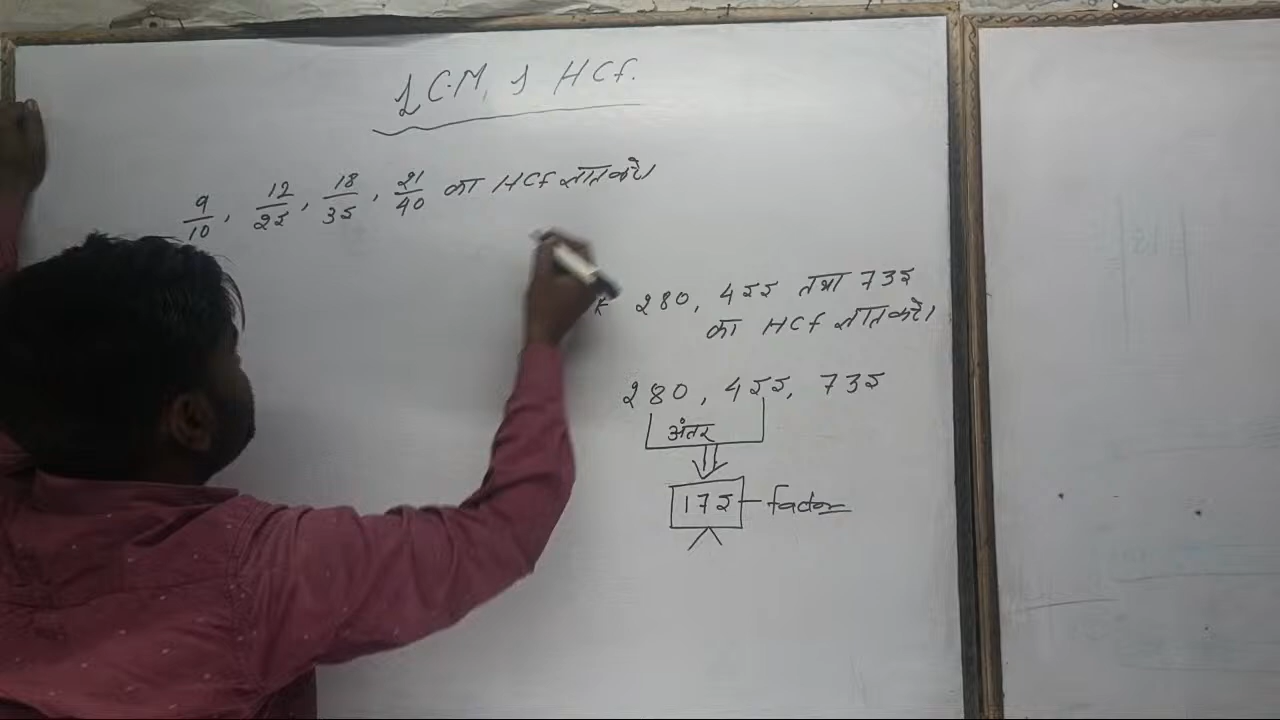 LCM, & HCF.
9/10, 12/25, 18/35, 21/40 का HCF ज्ञात करे।
* 280, 455 तथा 735
का HCF ज्ञात करे।
280, 455, 735
अंतर
175 - factor